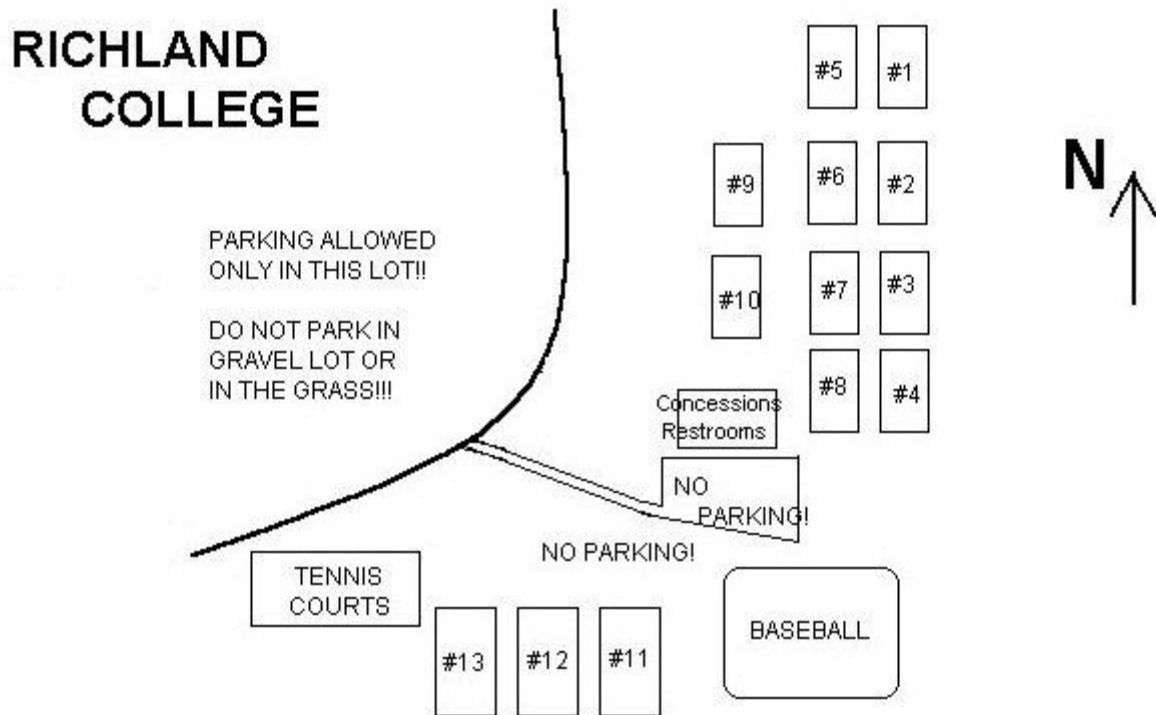 RICHLAND
COLLEGE
#5
#1
N
#9
#6
#2
PARKING ALLOWED
ONLY IN THIS LOT!!
#10
#7
#3
DO NOT PARK IN
GRAVEL LOT OR
IN THE GRASS!!!
#8
#4
Concessions
Restrooms
NO
PARKING!
NO PARKING!
TENNIS
COURTS
BASEBALL
#13
#12
#11